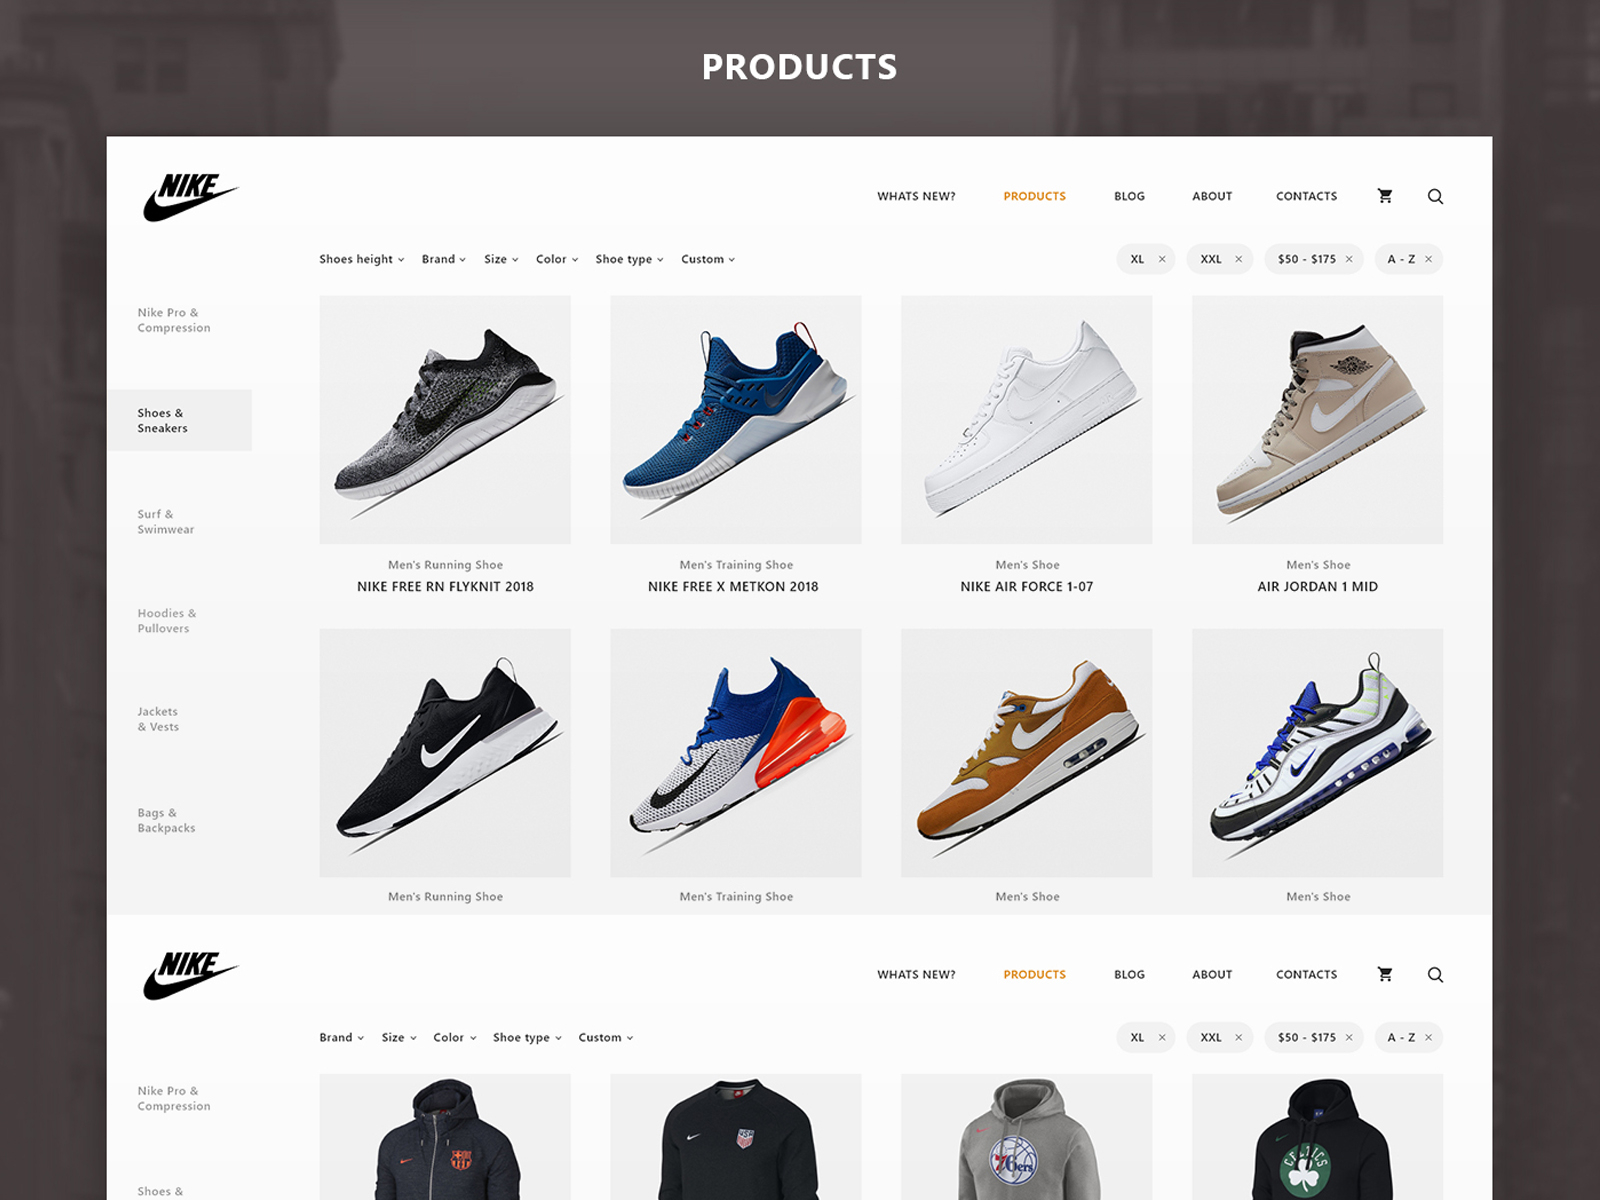 PRODUCTS
NIKE
WHATS NEW? PRODUCTS BLOG ABOUT CONTACTS
Shoes height Brand Size Color Shoe type Custom XL × XXL × $50 - $175 × A - Z ×
Nike Pro &
Compression
Shoes &
Sneakers
Surf &
Swimwear
Hoodies &
Pullovers
Jackets
& Vests
Bags &
Backpacks
Men's Running Shoe Men's Training Shoe Men's Shoe Men's Shoe
NIKE FREE RN FLYKNIT 2018 NIKE FREE X METKON 2018 NIKE AIR FORCE 1-07 AIR JORDAN 1 MID
Men's Running Shoe Men's Training Shoe Men's Shoe Men's Shoe
NIKE
WHATS NEW? PRODUCTS BLOG ABOUT CONTACTS
Brand Size Color Shoe type Custom XL × XXL × $50 - $175 × A - Z ×
Nike Pro &
Compression
Shoes &
USA
76ers
CELTICS